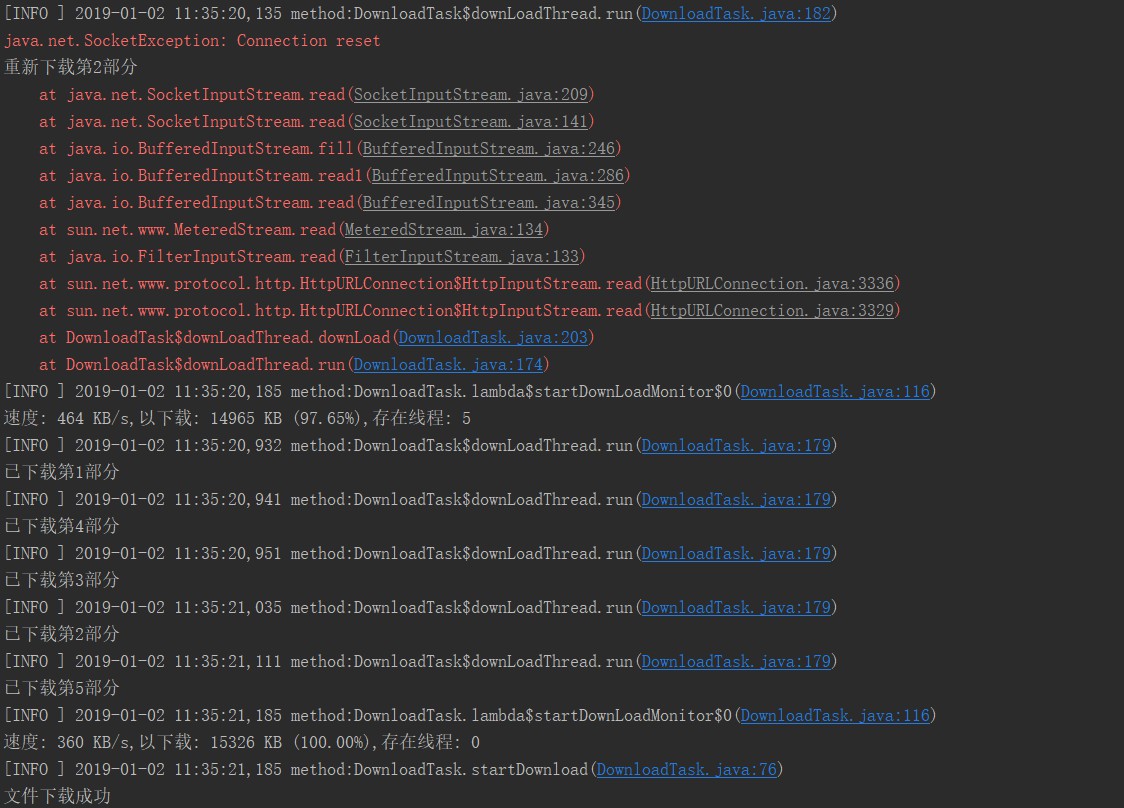 [INFO ] 2019-01-02 11:35:20,135 method:DownloadTask$downLoadThread.run(DownloadTask.java:182)
java.net.SocketException: Connection reset
重新下载第2部分
    at java.net.SocketInputStream.read(SocketInputStream.java:209)
    at java.net.SocketInputStream.read(SocketInputStream.java:141)
    at java.io.BufferedInputStream.fill(BufferedInputStream.java:246)
    at java.io.BufferedInputStream.read1(BufferedInputStream.java:286)
    at java.io.BufferedInputStream.read(BufferedInputStream.java:345)
    at sun.net.www.MeteredStream.read(MeteredStream.java:134)
    at java.io.FilterInputStream.read(FilterInputStream.java:133)
    at sun.net.www.protocol.http.HttpURLConnection$HttpInputStream.read(HttpURLConnection.java:3336)
    at sun.net.www.protocol.http.HttpURLConnection$HttpInputStream.read(HttpURLConnection.java:3329)
    at DownloadTask$downLoadThread.downLoad(DownloadTask.java:203)
    at DownloadTask$downLoadThread.run(DownloadTask.java:174)
[INFO ] 2019-01-02 11:35:20,185 method:DownloadTask.lambda$startDownLoadMonitor$0(DownloadTask.java:116)
速度: 464 KB/s,以下载: 14965 KB (97.65%),存在线程: 5
[INFO ] 2019-01-02 11:35:20,932 method:DownloadTask$downLoadThread.run(DownloadTask.java:179)
已下载第1部分
[INFO ] 2019-01-02 11:35:20,941 method:DownloadTask$downLoadThread.run(DownloadTask.java:179)
已下载第4部分
[INFO ] 2019-01-02 11:35:20,951 method:DownloadTask$downLoadThread.run(DownloadTask.java:179)
已下载第3部分
[INFO ] 2019-01-02 11:35:21,035 method:DownloadTask$downLoadThread.run(DownloadTask.java:179)
已下载第2部分
[INFO ] 2019-01-02 11:35:21,111 method:DownloadTask$downLoadThread.run(DownloadTask.java:179)
已下载第5部分
[INFO ] 2019-01-02 11:35:21,185 method:DownloadTask.lambda$startDownLoadMonitor$0(DownloadTask.java:116)
速度: 360 KB/s,以下载: 15326 KB (100.00%),存在线程: 0
[INFO ] 2019-01-02 11:35:21,185 method:DownloadTask.startDownload(DownloadTask.java:76)
文件下载成功